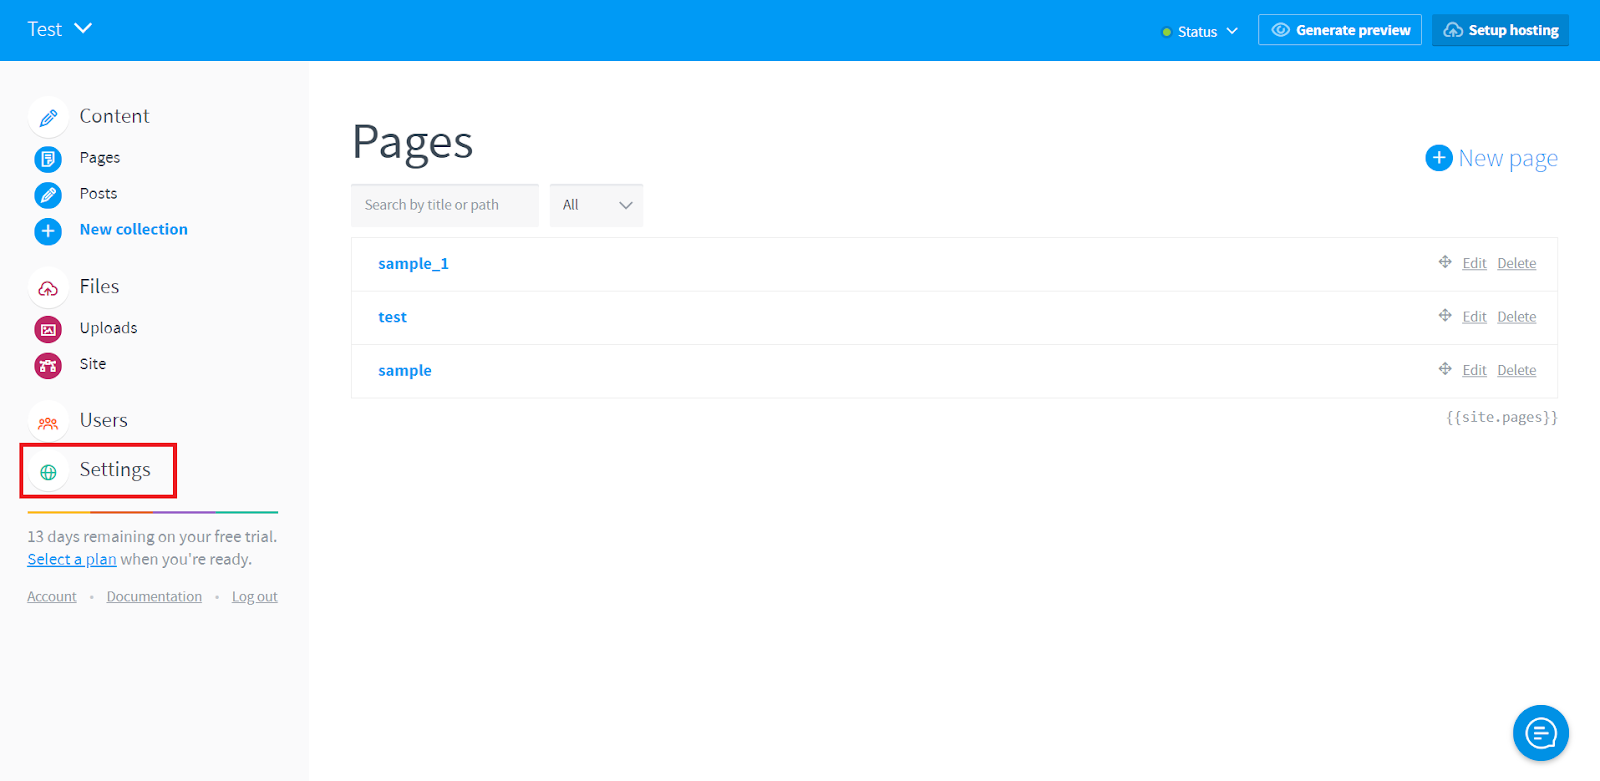 Test
Status
Generate preview
Setup hosting
Content
Pages
Posts
New collection
Files
Uploads
Site
Users
Settings
13 days remaining on your free trial.
Select a plan when you're ready.
Account • Documentation • Log out
Pages
New page
Search by title or path
All
sample_1 Edit Delete
test Edit Delete
sample Edit Delete
{{site.pages}}